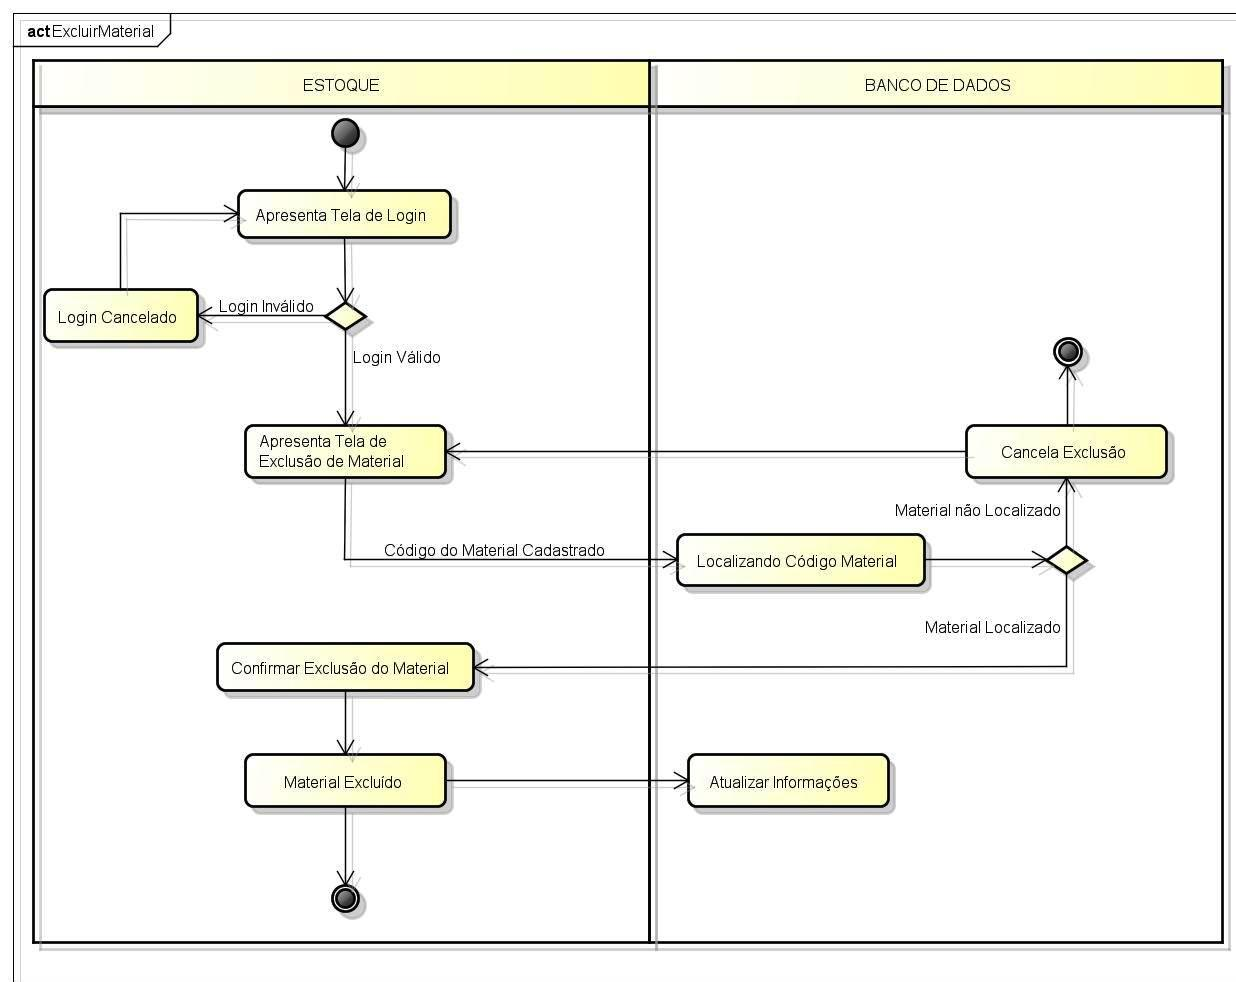 act ExcluirMaterial
ESTOQUE
BANCO DE DADOS
Apresenta Tela de Login
Login Cancelado
Login Inválido
Login Válido
Apresenta Tela de
Exclusão de Material
Cancela Exclusão
Material não Localizado
Código do Material Cadastrado
Localizando Código Material
Material Localizado
Confirmar Exclusão do Material
Material Excluído
Atualizar Informações